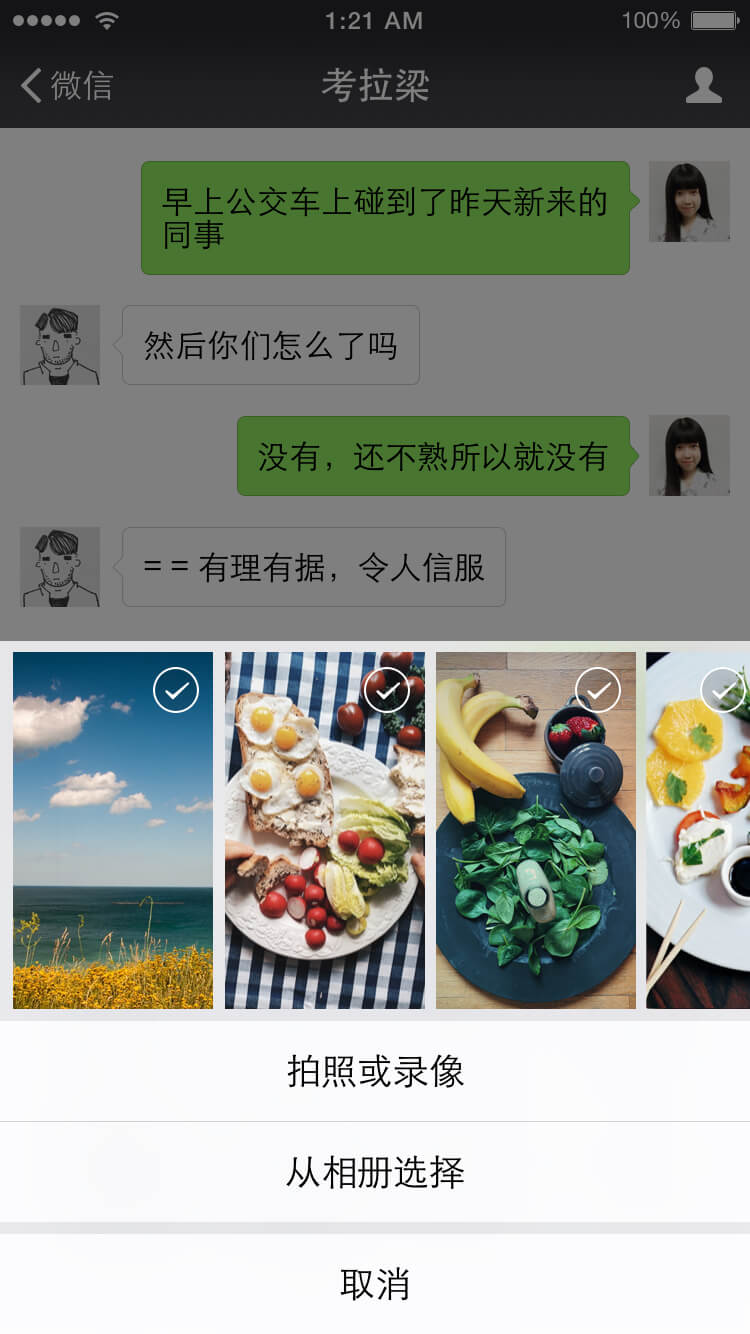 1:21 AM 100%
微信 考拉梁
早上公交车上碰到了昨天新来的
同事
然后你们怎么了吗
没有，还不熟所以就没有
= = 有理有据，令人信服
拍照或录像
从相册选择
取消